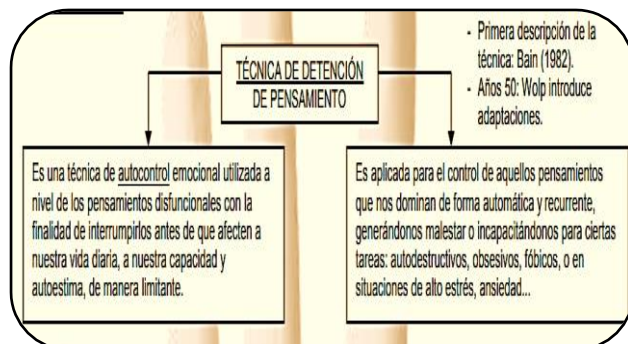 - Primera descripción de la
técnica: Bain (1982).
- Años 50: Wolp introduce
adaptaciones.
TÉCNICA DE DETENCIÓN
DE PENSAMIENTO
Es una técnica de autocontrol emocional utilizada a
nivel de los pensamientos disfuncionales con la
finalidad de interrumpirlos antes de que afecten a
nuestra vida diaria, a nuestra capacidad y
autoestima, de manera limitante.
Es aplicada para el control de aquellos pensamientos
que nos dominan de forma automática y recurrente,
generándonos malestar o incapacitándonos para ciertas
tareas: autodestructivos, obsesivos, fóbicos, o en
situaciones de alto estrés, ansiedad...